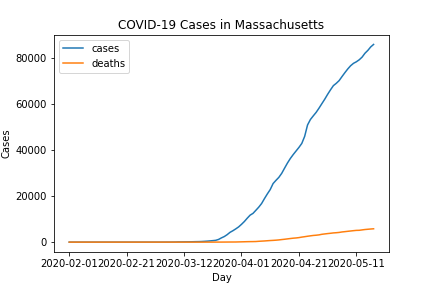 COVID-19 Cases in Massachusetts
cases
deaths
80000
60000
40000
20000
0
Cases
2020-02-01 2020-02-21 2020-03-12 2020-04-01 2020-04-21 2020-05-11
Day